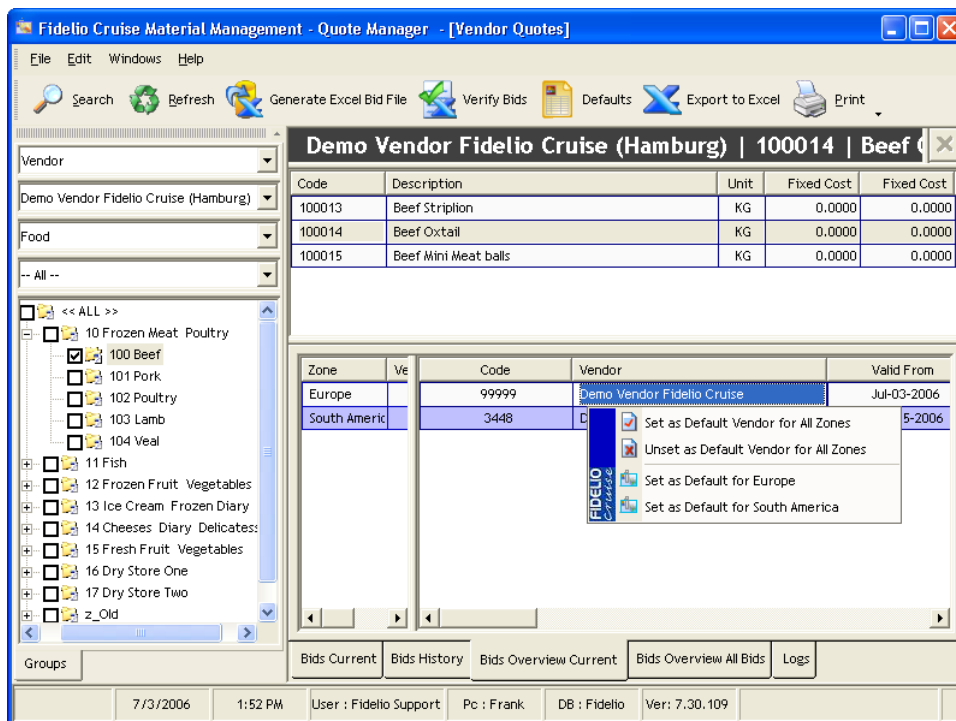 Fidelio Cruise Material Management - Quote Manager - [Vendor Quotes]
File Edit Windows Help
Search Refresh Generate Excel Bid File Verify Bids Defaults Export to Excel Print
Vendor
Demo Vendor Fidelio Cruise (Hamburg)
Food
-- All --
<< ALL >>
10 Frozen Meat Poultry
100 Beef
101 Pork
102 Poultry
103 Lamb
104 Veal
11 Fish
12 Frozen Fruit Vegetables
13 Ice Cream Frozen Diary
14 Cheeses Diary Delicatess
15 Fresh Fruit Vegetables
16 Dry Store One
17 Dry Store Two
z_Old
Groups
Demo Vendor Fidelio Cruise (Hamburg) | 100014 | Beef
Code Description Unit Fixed Cost Fixed Cost
100013 Beef Striplion KG 0.0000 0.0000
100014 Beef Oxtail KG 0.0000 0.0000
100015 Beef Mini Meat balls KG 0.0000 0.0000
Zone Ve Code Vendor Valid From
Europe 99999 Demo Vendor Fidelio Cruise Jul-03-2006
South Americ 3448 D 5-2006
FIDELIO Cruise
Set as Default Vendor for All Zones
Unset as Default Vendor for All Zones
Set as Default for Europe
Set as Default for South America
Bids Current Bids History Bids Overview Current Bids Overview All Bids Logs
7/3/2006 1:52 PM User : Fidelio Support Pc : Frank DB : Fidelio Ver: 7.30.109